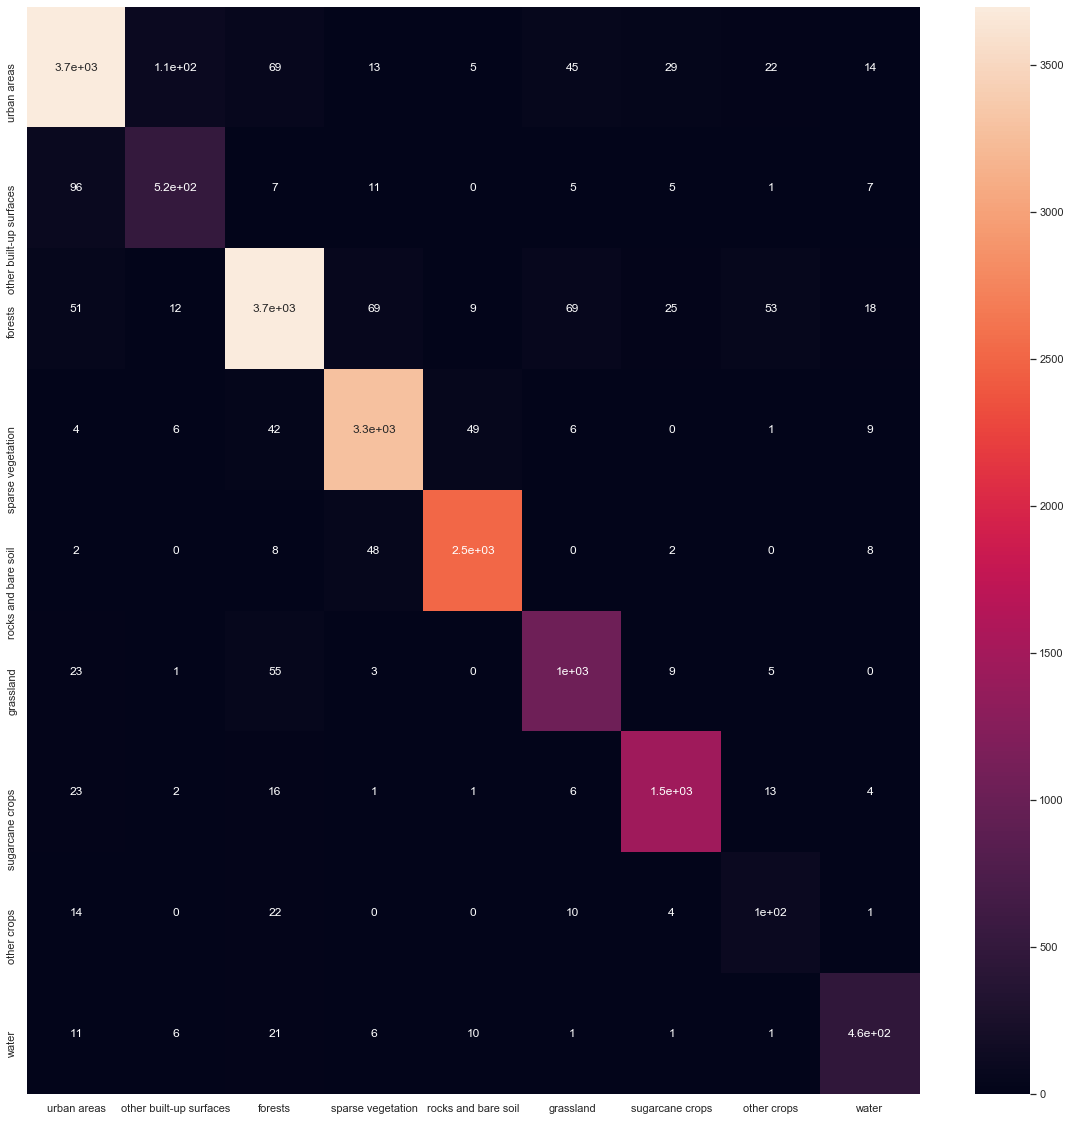 urban areas 3.7e+03 1.1e+02 69 13 5 45 29 22 14
other built-up surfaces 96 5.2e+02 7 11 0 5 5 1 7
forests 51 12 3.7e+03 69 9 69 25 53 18
sparse vegetation 4 6 42 3.3e+03 49 6 0 1 9
rocks and bare soil 2 0 8 48 2.5e+03 0 2 0 8
grassland 23 1 55 3 0 1e+03 9 5 0
sugarcane crops 23 2 16 1 1 6 1.5e+03 13 4
other crops 14 0 22 0 0 10 4 1e+02 1
water 11 6 21 6 10 1 1 1 4.6e+02
urban areas other built-up surfaces forests sparse vegetation rocks and bare soil grassland sugarcane crops other crops water
3500
3000
2500
2000
1500
1000
500
0